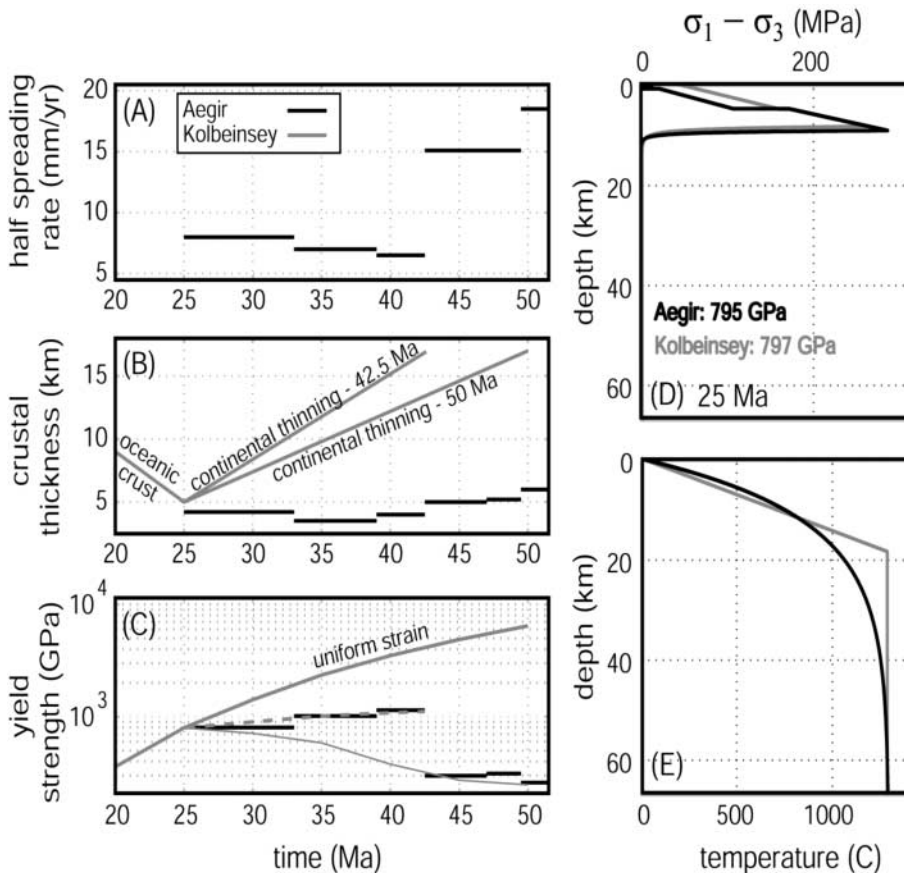 (A)
Aegir
Kolbeinsey
half spreading
rate (mm/yr)
20
15
10
5
20 25 30 35 40 45 50
(B)
continental thinning - 42.5 Ma
continental thinning - 50 Ma
oceanic
crust
crustal
thickness (km)
15
10
5
20 25 30 35 40 45 50
(C)
uniform strain
yield
strength (GPa)
10⁴
10³
20 25 30 35 40 45 50
time (Ma)
σ₁ − σ₃ (MPa)
0 200
0
20
40
60
depth (km)
Aegir: 795 GPa
Kolbeinsey: 797 GPa
(D) 25 Ma
0
20
40
60
depth (km)
(E)
0 500 1000
temperature (C)